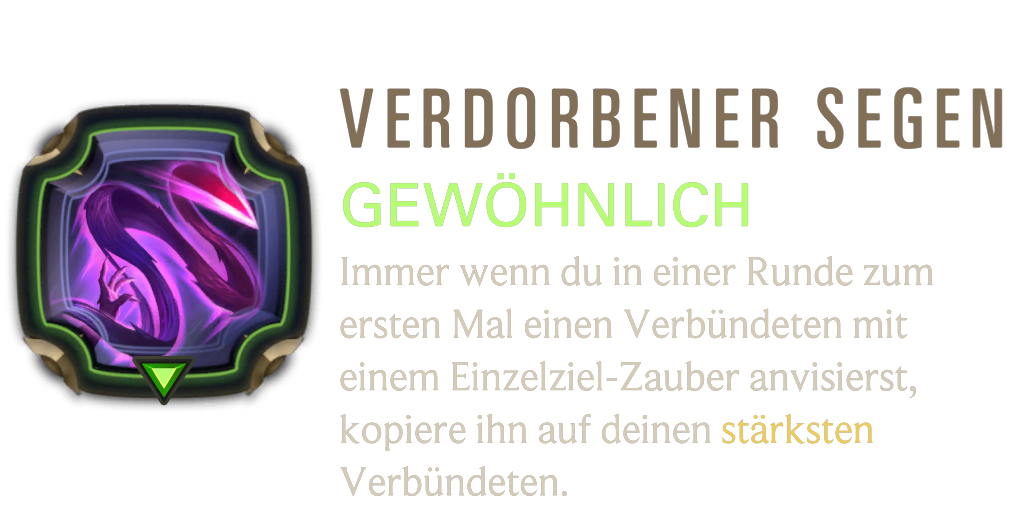 VERDORBENER SEGEN
GEWÖHNLICH
Immer wenn du in einer Runde zum
ersten Mal einen Verbündeten mit
einem Einzelziel-Zauber anvisierst,
kopiere ihn auf deinen stärksten
Verbündeten.